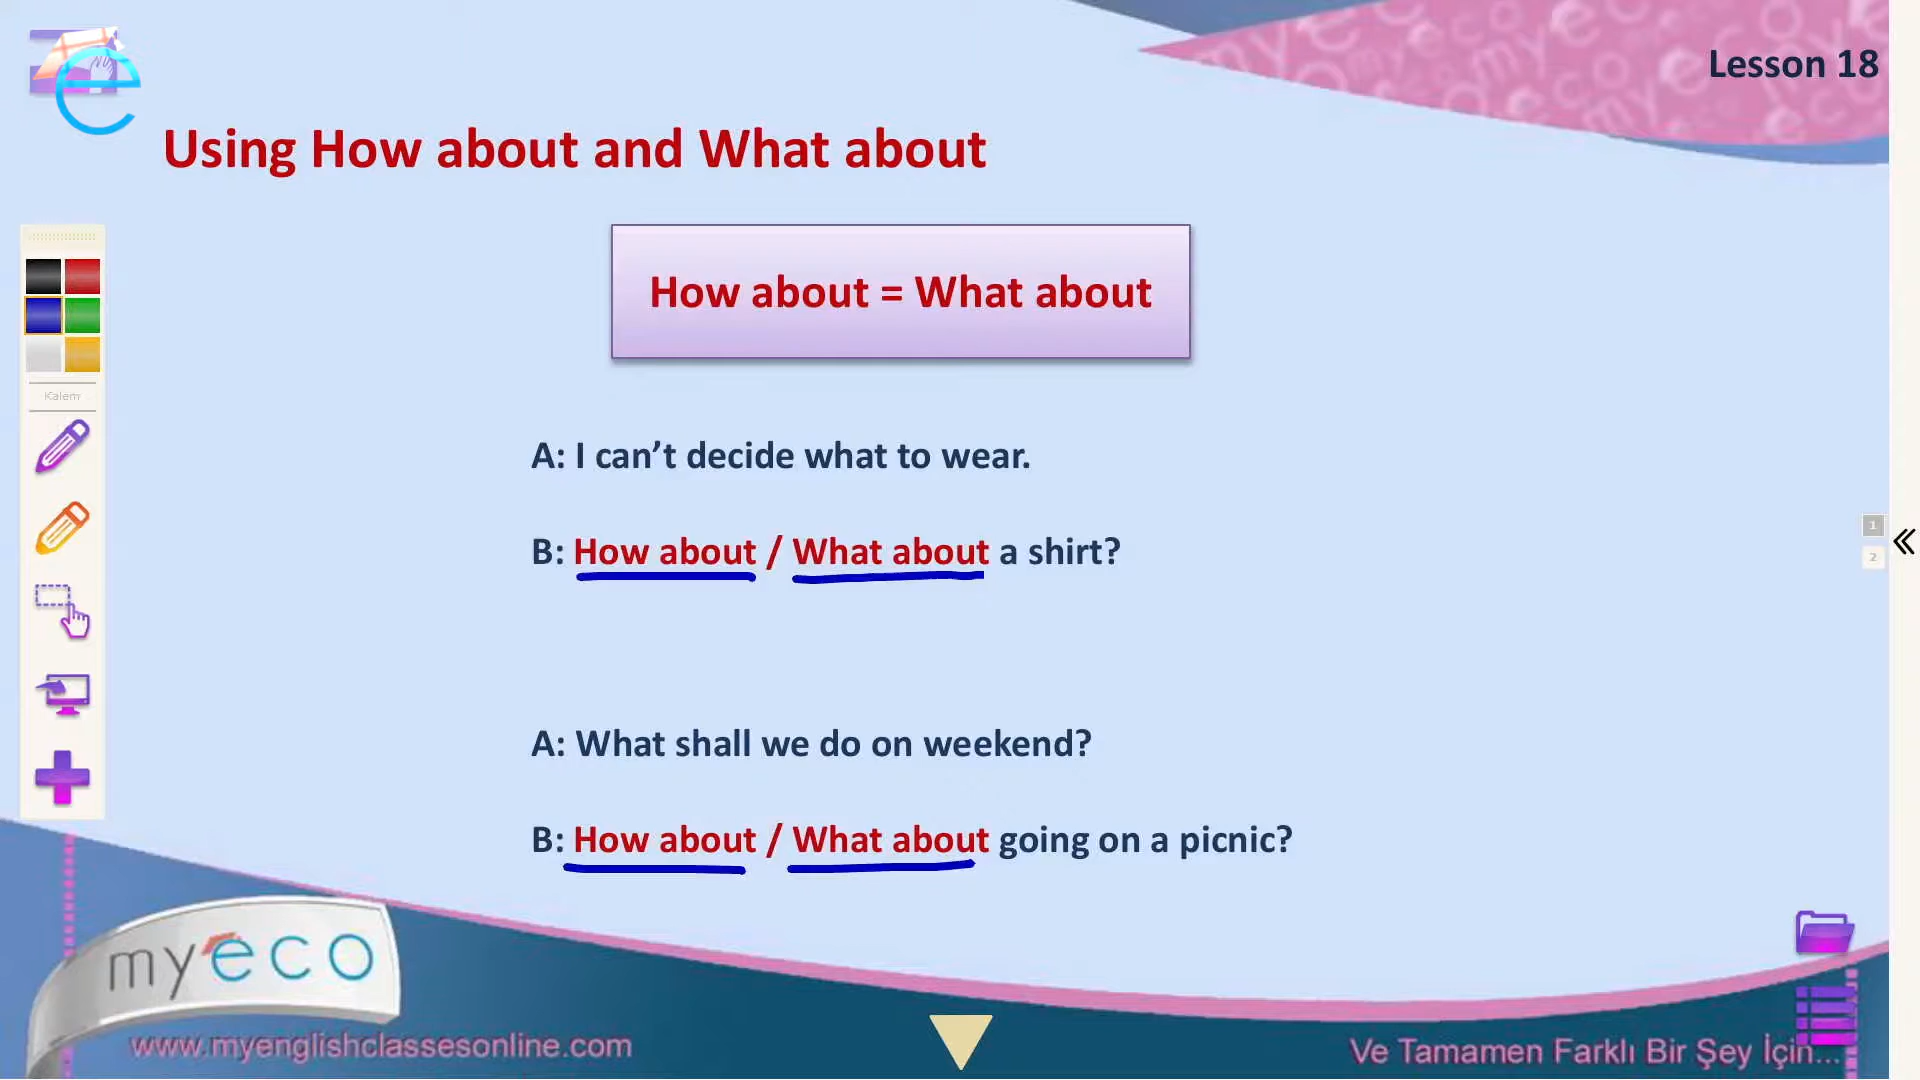 Lesson 18
Using How about and What about
How about = What about
Kalem
A: I can’t decide what to wear.
B: How about / What about a shirt?
1
2
A: What shall we do on weekend?
B: How about / What about going on a picnic?
myeco
www.myenglishclassesonline.com
Ve Tamamen Farklı Bir Şey İçin...